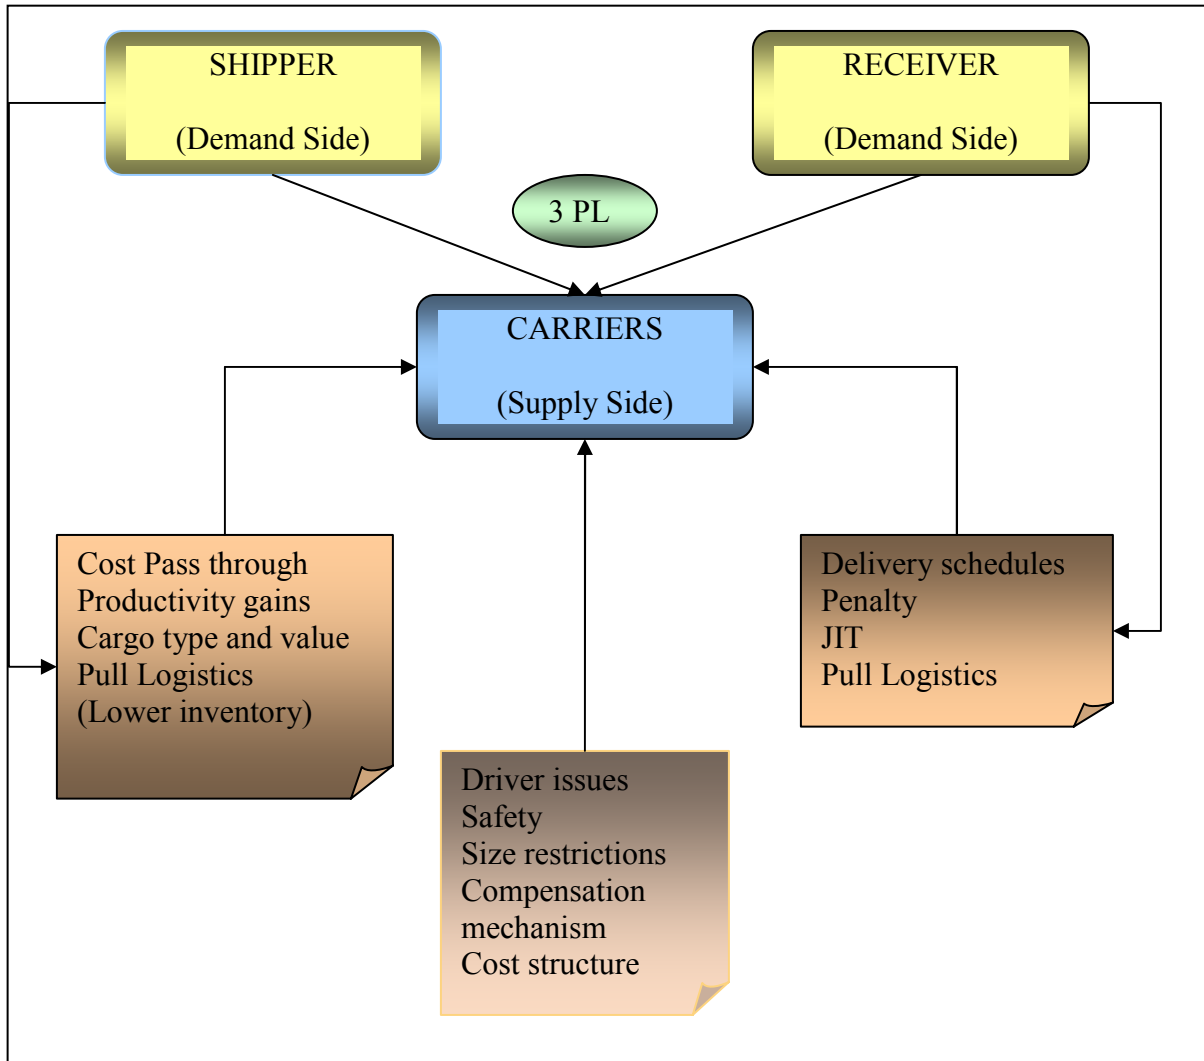 SHIPPER
(Demand Side)
RECEIVER
(Demand Side)
3 PL
CARRIERS
(Supply Side)
Cost Pass through
Productivity gains
Cargo type and value
Pull Logistics
(Lower inventory)
Delivery schedules
Penalty
JIT
Pull Logistics
Driver issues
Safety
Size restrictions
Compensation
mechanism
Cost structure